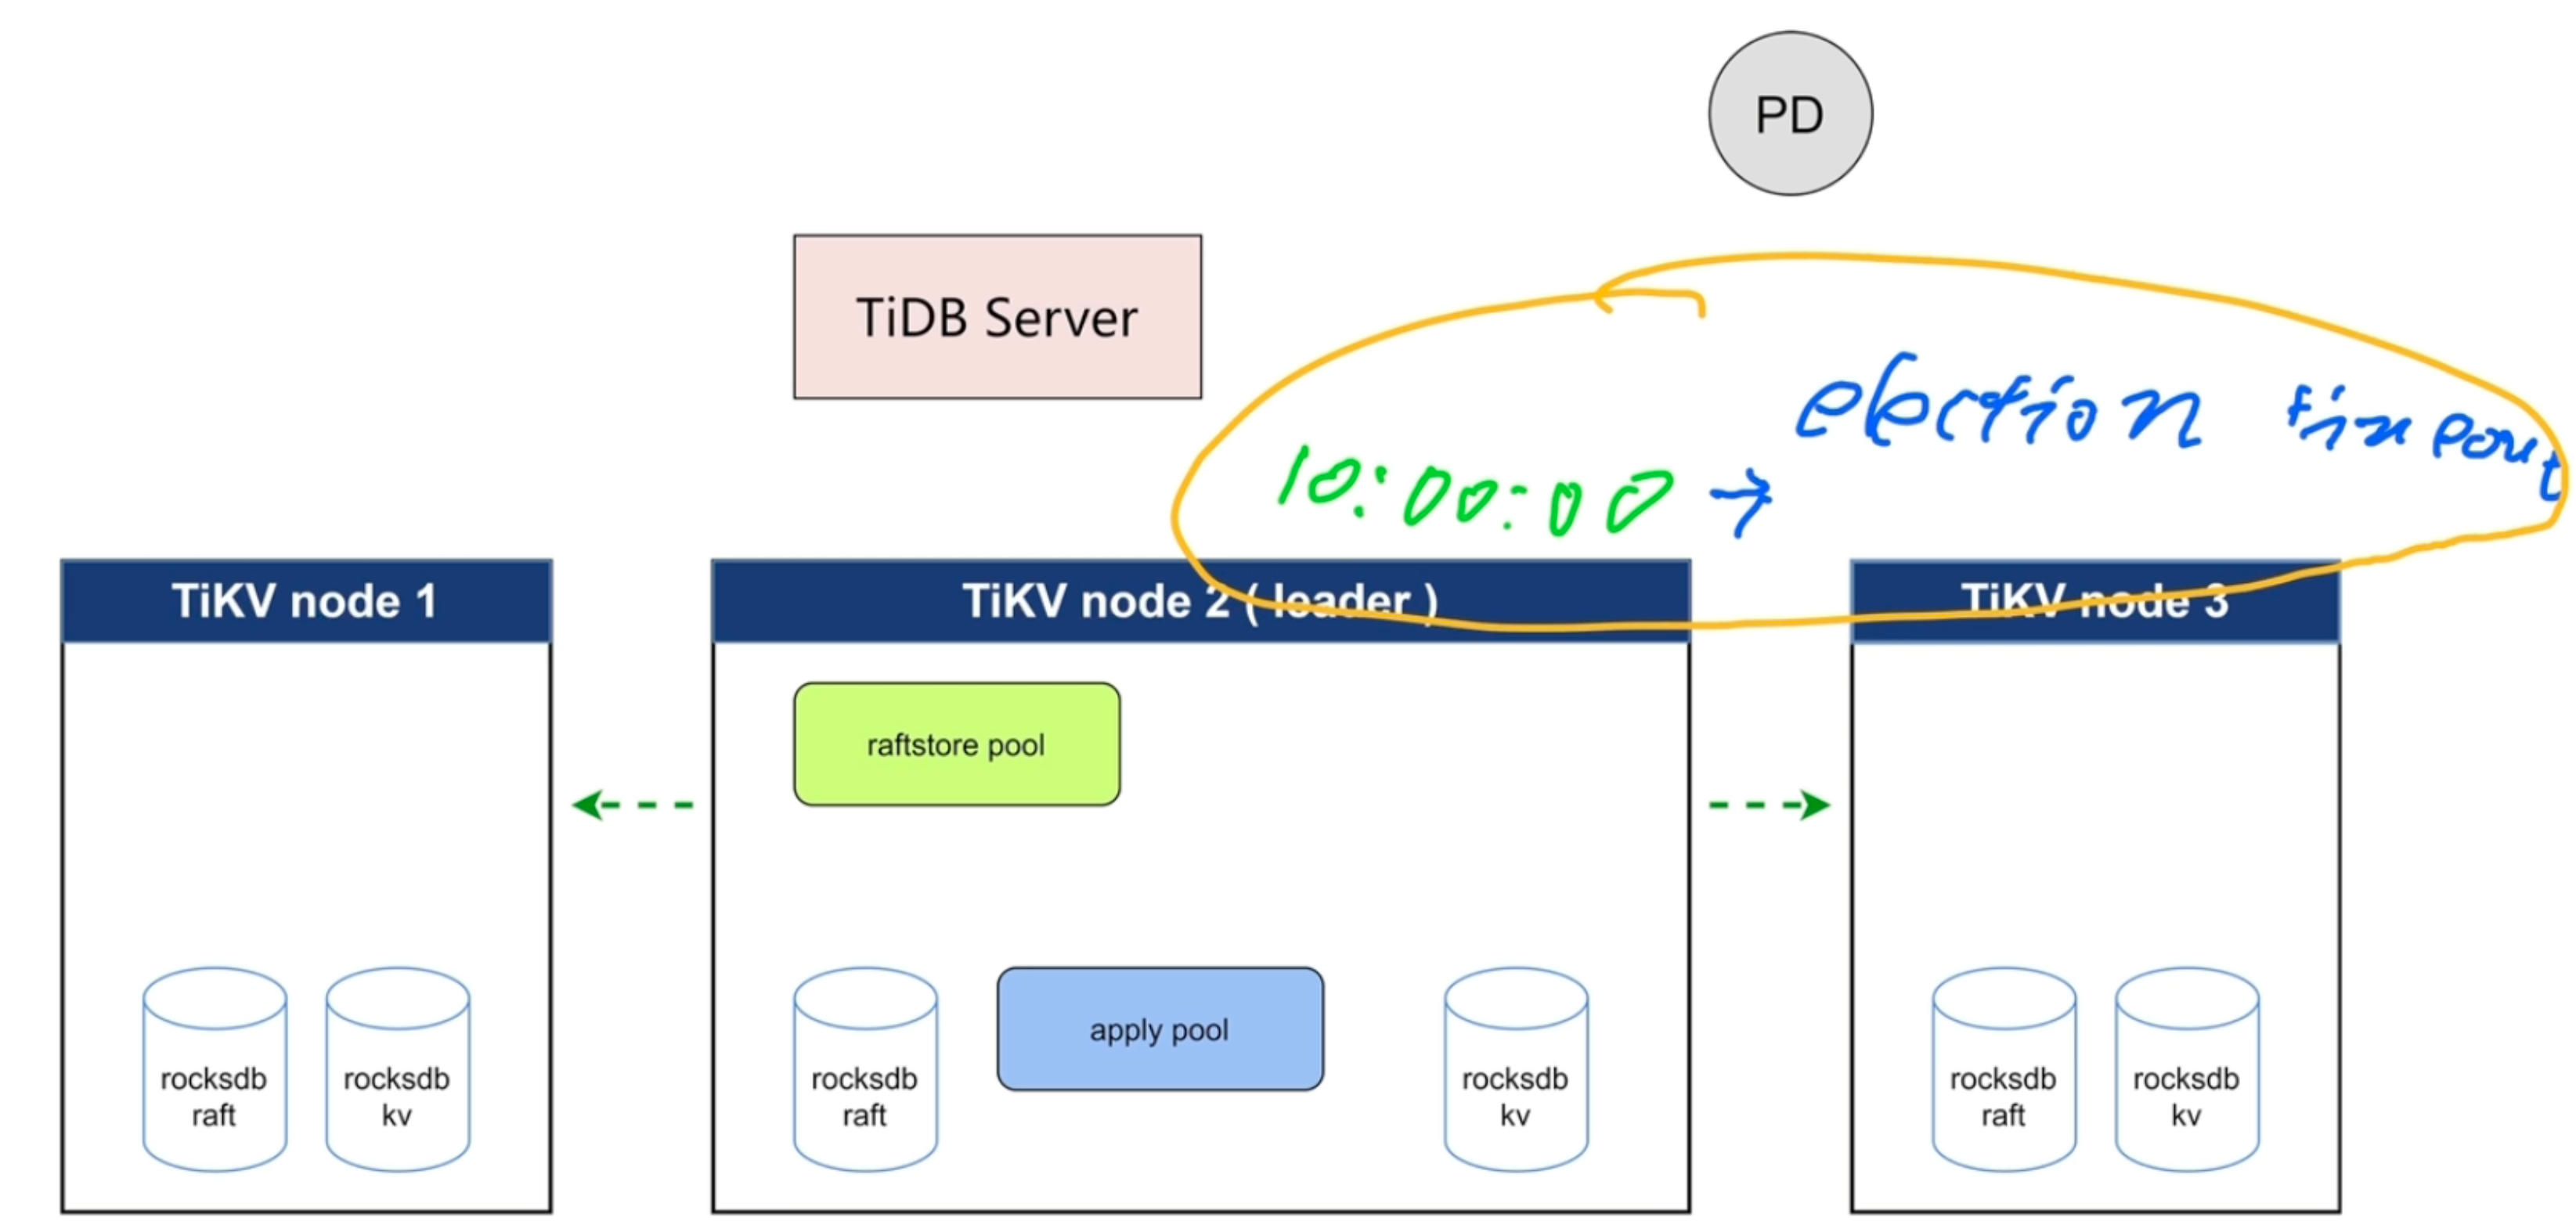 PD
TiDB Server
election timeout
10:00:00 →
TiKV node 1
TiKV node 2 ( leader )
TiKV node 3
raftstore pool
apply pool
rocksdb
raft
rocksdb
kv
rocksdb
raft
rocksdb
kv
rocksdb
raft
rocksdb
kv